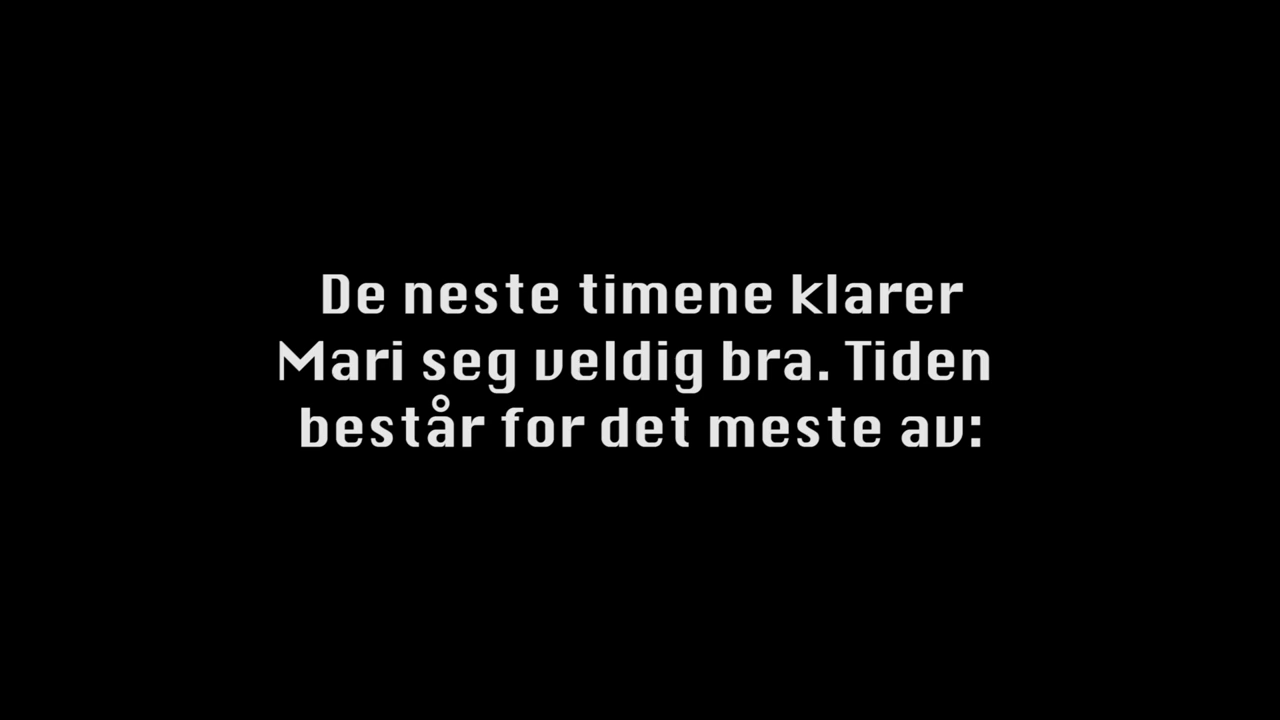 De neste timene klarer
Mari seg veldig bra. Tiden
består for det meste av: